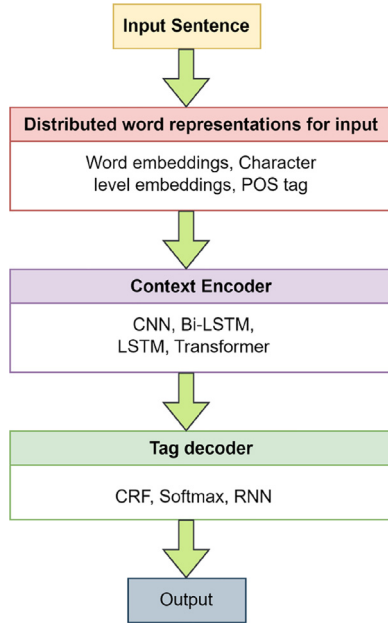 Input Sentence
Distributed word representations for input
Word embeddings, Character
level embeddings, POS tag
Context Encoder
CNN, Bi-LSTM,
LSTM, Transformer
Tag decoder
CRF, Softmax, RNN
Output